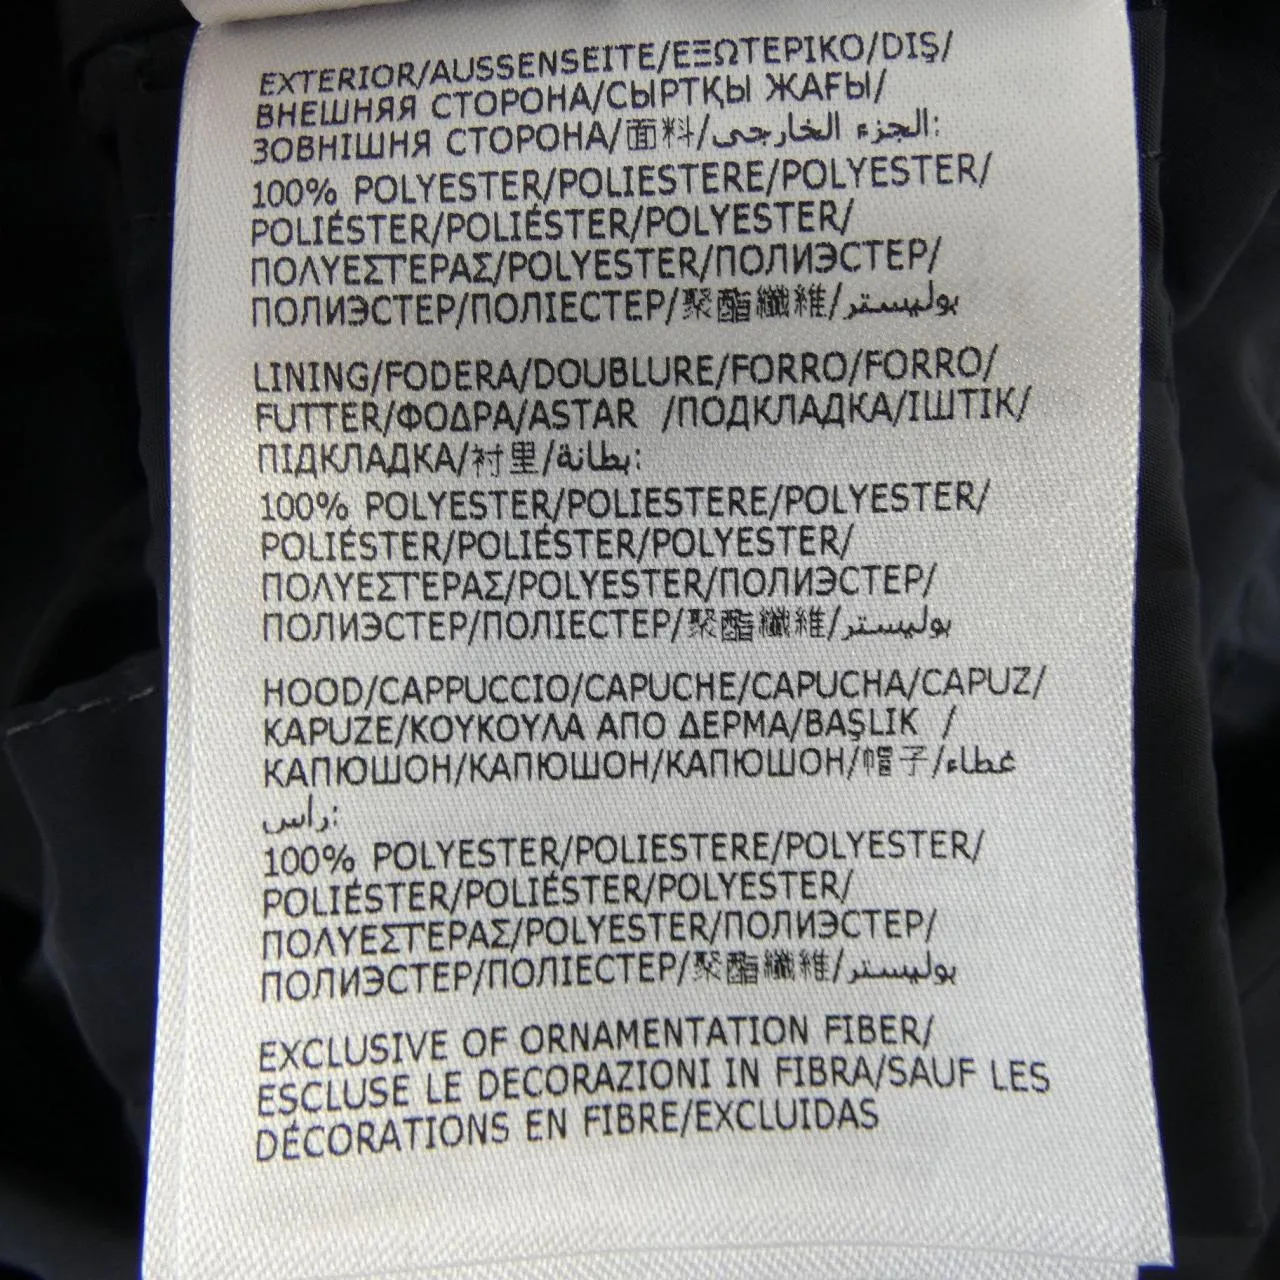 EXTERIOR/AUSSENSEITE/ΕΞΩΤΕΡΙΚΟ/DIŞ/
ВНЕШНЯЯ СТОРОНА/СЫРТҚЫ ЖАҒЫ/
ЗОВНІШНЯ СТОРОНА/面料/الجزء الخارجي:
100% POLYESTER/POLIESTERE/POLYESTER/
POLIÉSTER/POLIÉSTER/POLYESTER/
ΠΟΛΥΕΣΤΕΡΑΣ/POLYESTER/ПОЛИЭСТЕР/
ПОЛИЭСТЕР/ПОЛІЕСТЕР/聚酯纖維/بوليستر
LINING/FODERA/DOUBLURE/FORRO/FORRO/
FUTTER/ΦΟΔΡΑ/ASTAR /ПОДКЛАДКА/ІШТІК/
ПІДКЛАДКА/衬里/بطانة:
100% POLYESTER/POLIESTERE/POLYESTER/
POLIÉSTER/POLIÉSTER/POLYESTER/
ΠΟΛΥΕΣΤΕΡΑΣ/POLYESTER/ПОЛИЭСТЕР/
ПОЛИЭСТЕР/ПОЛІЕСТЕР/聚酯纖維/بوليستر
HOOD/CAPPUCCIO/CAPUCHE/CAPUCHA/CAPUZ/
KAPUZE/ΚΟΥΚΟΥΛΑ ΑΠΟ ΔΕΡΜΑ/BAŞLIK /
КАПЮШОН/КАПЮШОН/КАПЮШОН/帽子/غطاء
راس:
100% POLYESTER/POLIESTERE/POLYESTER/
POLIÉSTER/POLIÉSTER/POLYESTER/
ΠΟΛΥΕΣΤΕΡΑΣ/POLYESTER/ПОЛИЭСТЕР/
ПОЛИЭСТЕР/ПОЛІЕСТЕР/聚酯纖維/بوليستر
EXCLUSIVE OF ORNAMENTATION FIBER/
ESCLUSE LE DECORAZIONI IN FIBRA/SAUF LES
DÉCORATIONS EN FIBRE/EXCLUIDAS